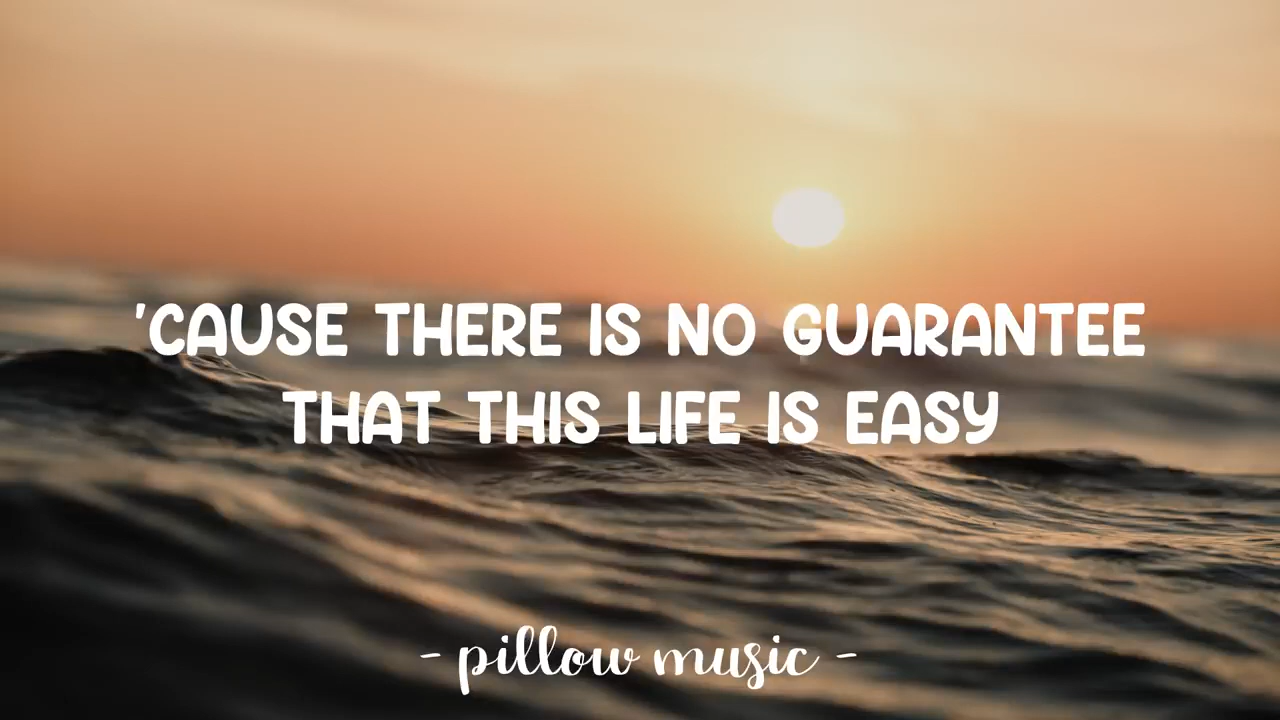 'CAUSE THERE IS NO GUARANTEE
THAT THIS LIFE IS EASY
- pillow music -